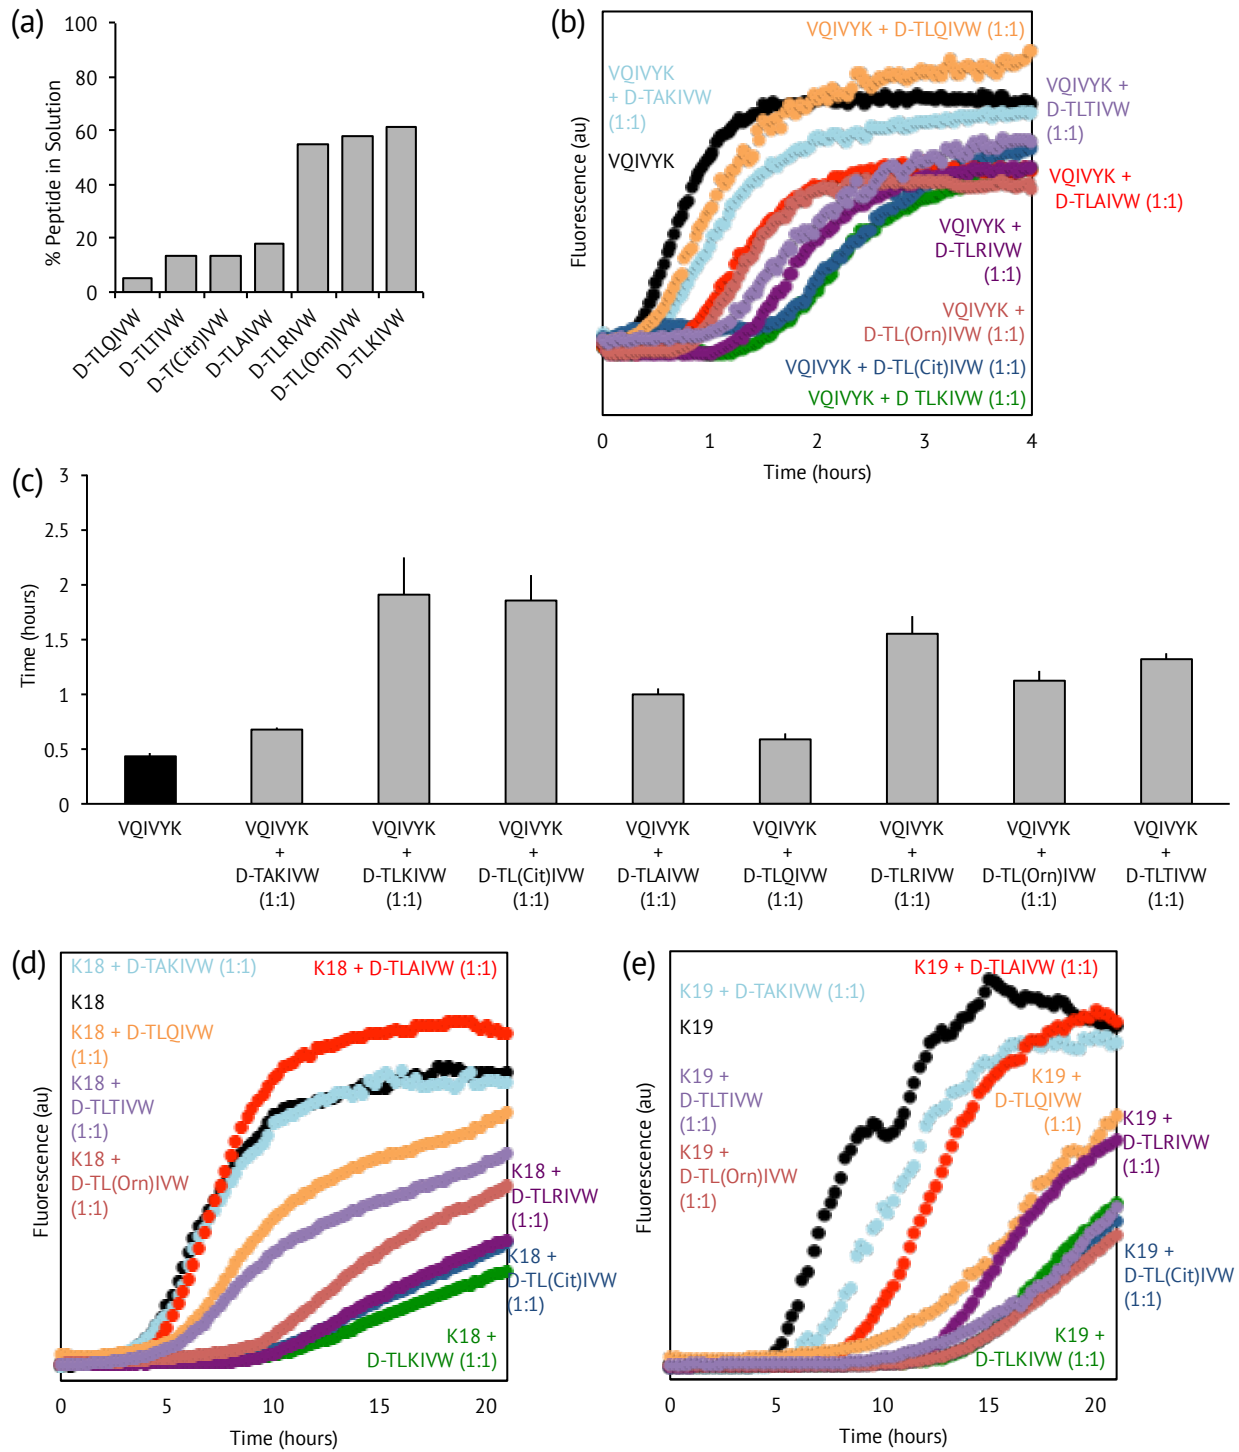 (a)
100
80
60
40
20
0
% Peptide in Solution
D-TLQIVW
D-TLTIVW
D-T(Citr)IVW
D-TLAIVW
D-TLRIVW
D-TL(Orn)IVW
D-TLKIVW
(b)
Fluorescence (au)
VQIVYK + D-TLQIVW (1:1)
VQIVYK
+ D-TAKIVW
(1:1)
VQIVYK
VQIVYK +
D-TLTIVW
(1:1)
VQIVYK +
D-TLAIVW (1:1)
VQIVYK +
D-TLRIVW
(1:1)
VQIVYK +
D-TL(Orn)IVW (1:1)
VQIVYK + D-TL(Cit)IVW (1:1)
VQIVYK + D TLKIVW (1:1)
0 1 2 3 4
Time (hours)
(c)
3
2.5
2
1.5
1
0.5
0
Time (hours)
VQIVYK
VQIVYK
+
D-TAKIVW
(1:1)
VQIVYK
+
D-TLKIVW
(1:1)
VQIVYK
+
D-TL(Cit)IVW
(1:1)
VQIVYK
+
D-TLAIVW
(1:1)
VQIVYK
+
D-TLQIVW
(1:1)
VQIVYK
+
D-TLRIVW
(1:1)
VQIVYK
+
D-TL(Orn)IVW
(1:1)
VQIVYK
+
D-TLTIVW
(1:1)
(d)
Fluorescence (au)
K18 + D-TAKIVW (1:1)
K18 + D-TLAIVW (1:1)
K18
K18 + D-TLQIVW
(1:1)
K18 +
D-TLTIVW
(1:1)
K18 +
D-TL(Orn)IVW
(1:1)
K18 +
D-TLRIVW
(1:1)
K18 +
D-TL(Cit)IVW
(1:1)
K18 +
D-TLKIVW (1:1)
0 5 10 15 20
Time (hours)
(e)
Fluorescence (au)
K19 + D-TLAIVW (1:1)
K19 + D-TAKIVW (1:1)
K19
K19 +
D-TLTIVW
(1:1)
K19 +
D-TL(Orn)IVW
(1:1)
K19 +
D-TLQIVW
(1:1)
K19 +
D-TLRIVW
(1:1)
K19 +
D-TL(Cit)IVW
(1:1)
K19 +
D-TLKIVW (1:1)
0 5 10 15 20
Time (hours)